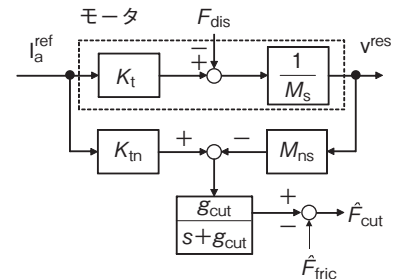 モータ
F_dis
I_a^ref
v^res
K_t
− +
1/M_s
K_tn
+
−
M_ns
g_cut/s+g_cut
+
−
F̂_cut
F̂_fric